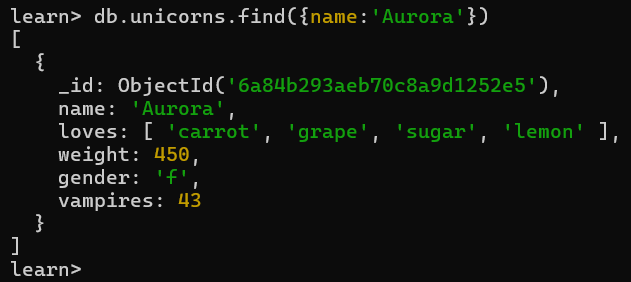 learn> db.unicorns.find({name:'Aurora'})
[
  {
    _id: ObjectId('6a84b293aeb70c8a9d1252e5'),
    name: 'Aurora',
    loves: [ 'carrot', 'grape', 'sugar', 'lemon' ],
    weight: 450,
    gender: 'f',
    vampires: 43
  }
]
learn>